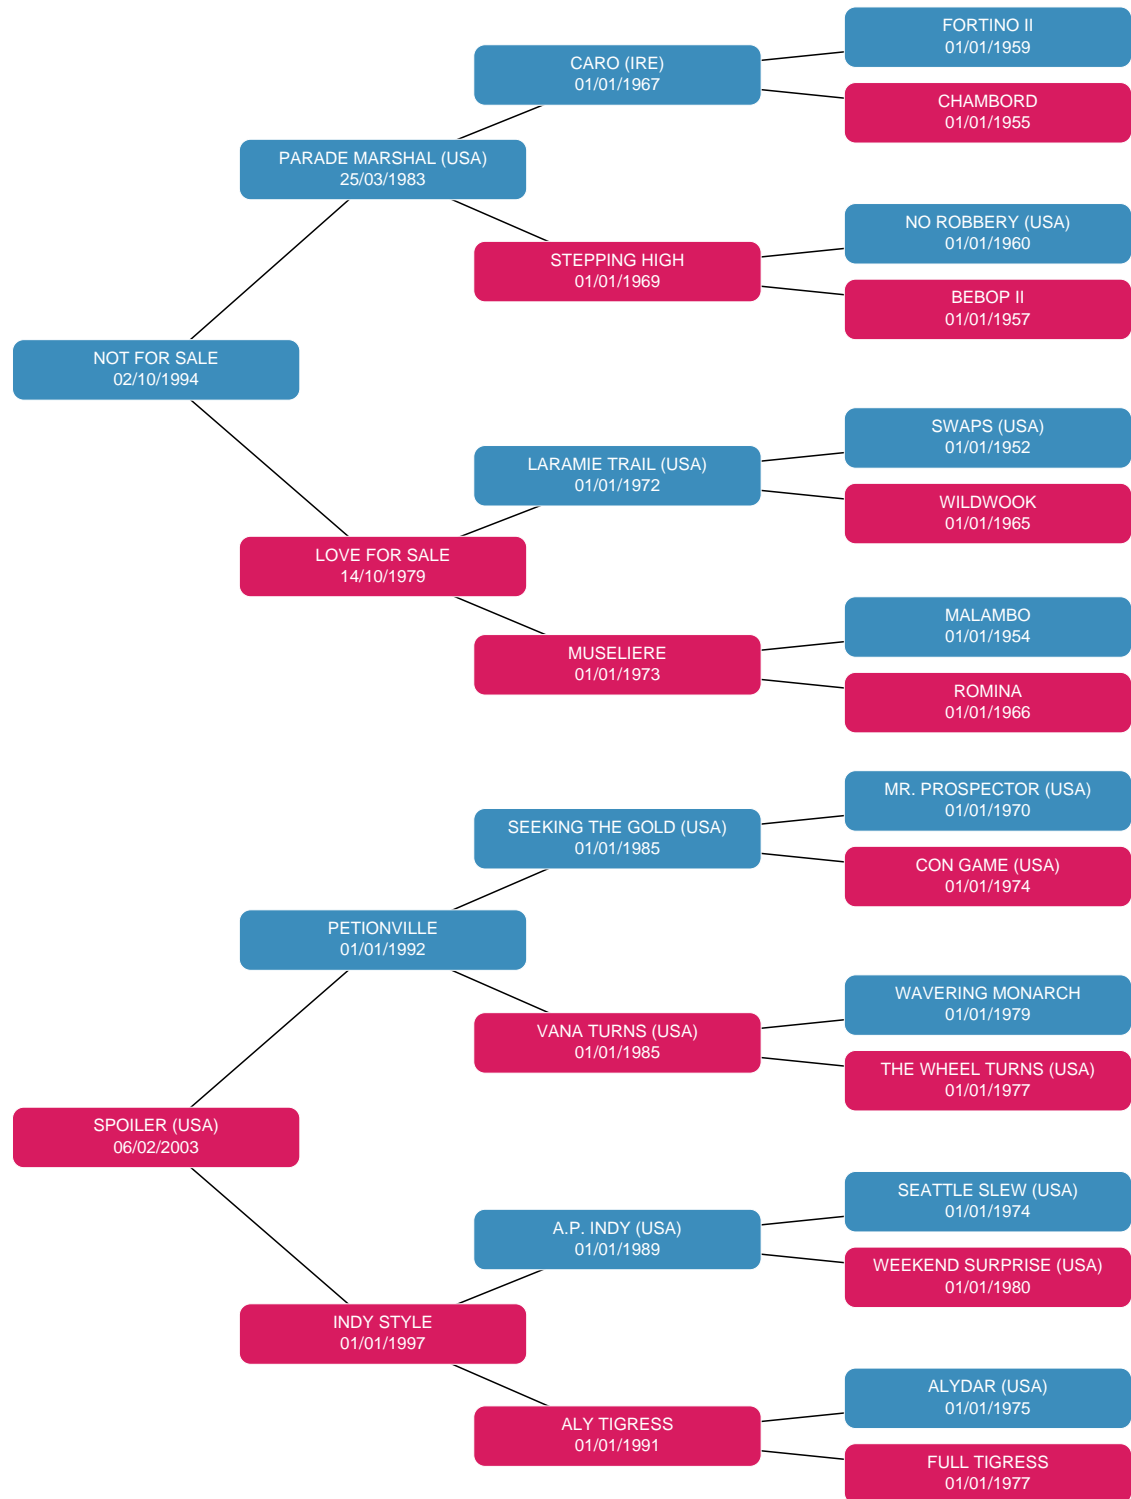 FORTINO II
01/01/1959
CARO (IRE)
01/01/1967
CHAMBORD
01/01/1955
PARADE MARSHAL (USA)
25/03/1983
NO ROBBERY (USA)
01/01/1960
STEPPING HIGH
01/01/1969
BEBOP II
01/01/1957
NOT FOR SALE
02/10/1994
SWAPS (USA)
01/01/1952
LARAMIE TRAIL (USA)
01/01/1972
WILDWOOK
01/01/1965
LOVE FOR SALE
14/10/1979
MALAMBO
01/01/1954
MUSELIERE
01/01/1973
ROMINA
01/01/1966
MR. PROSPECTOR (USA)
01/01/1970
SEEKING THE GOLD (USA)
01/01/1985
CON GAME (USA)
01/01/1974
PETIONVILLE
01/01/1992
WAVERING MONARCH
01/01/1979
VANA TURNS (USA)
01/01/1985
THE WHEEL TURNS (USA)
01/01/1977
SPOILER (USA)
06/02/2003
SEATTLE SLEW (USA)
01/01/1974
A.P. INDY (USA)
01/01/1989
WEEKEND SURPRISE (USA)
01/01/1980
INDY STYLE
01/01/1997
ALYDAR (USA)
01/01/1975
ALY TIGRESS
01/01/1991
FULL TIGRESS
01/01/1977